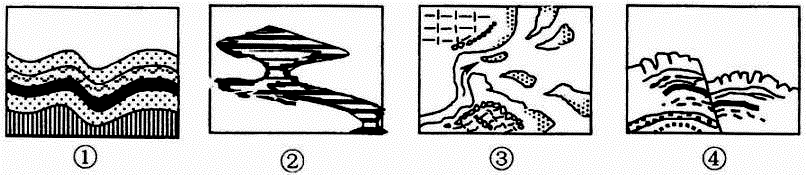 ① ② ③ ④